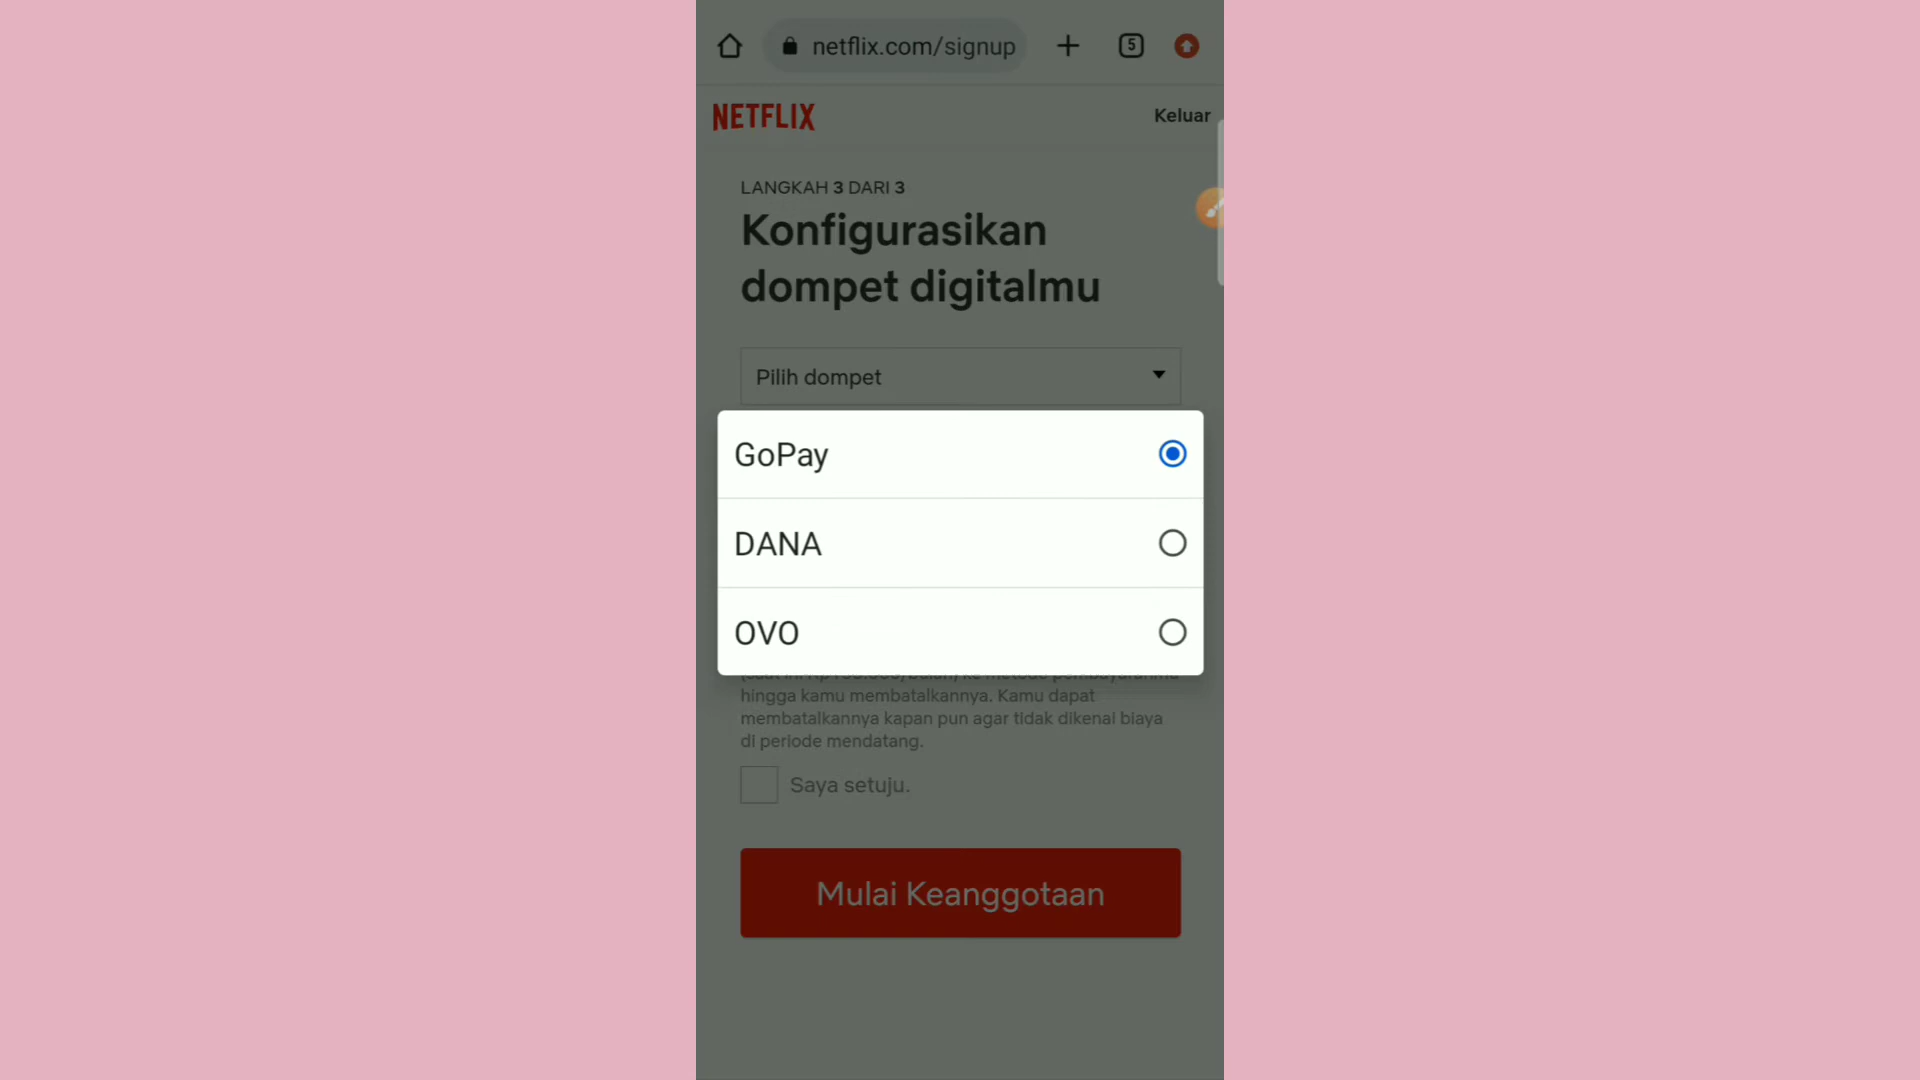 netflix.com/signup
5
NETFLIX
Keluar
LANGKAH 3 DARI 3
Konfigurasikan
dompet digitalmu
Pilih dompet
GoPay
DANA
OVO
hingga kamu membatalkannya. Kamu dapat
membatalkannya kapan pun agar tidak dikenai biaya
di periode mendatang.
Saya setuju.
Mulai Keanggotaan